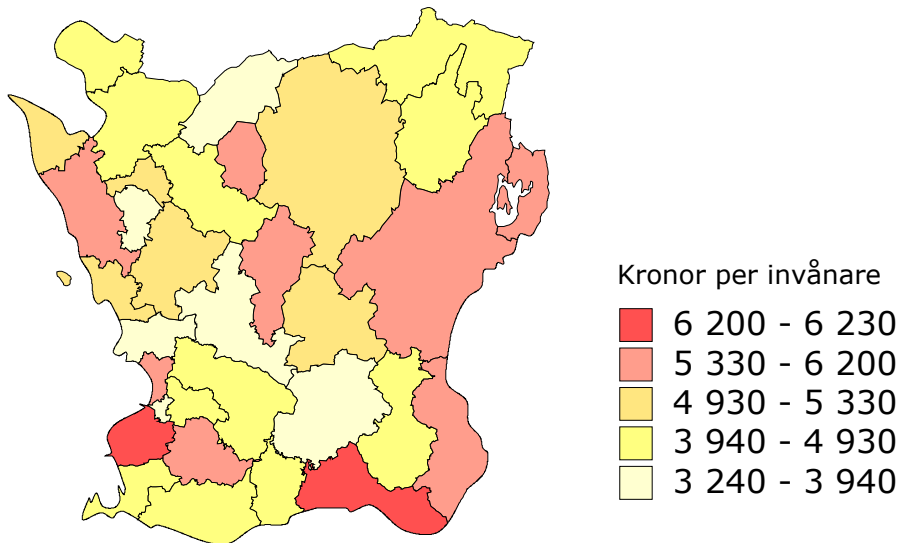 Kronor per invånare
6 200 - 6 230
5 330 - 6 200
4 930 - 5 330
3 940 - 4 930
3 240 - 3 940